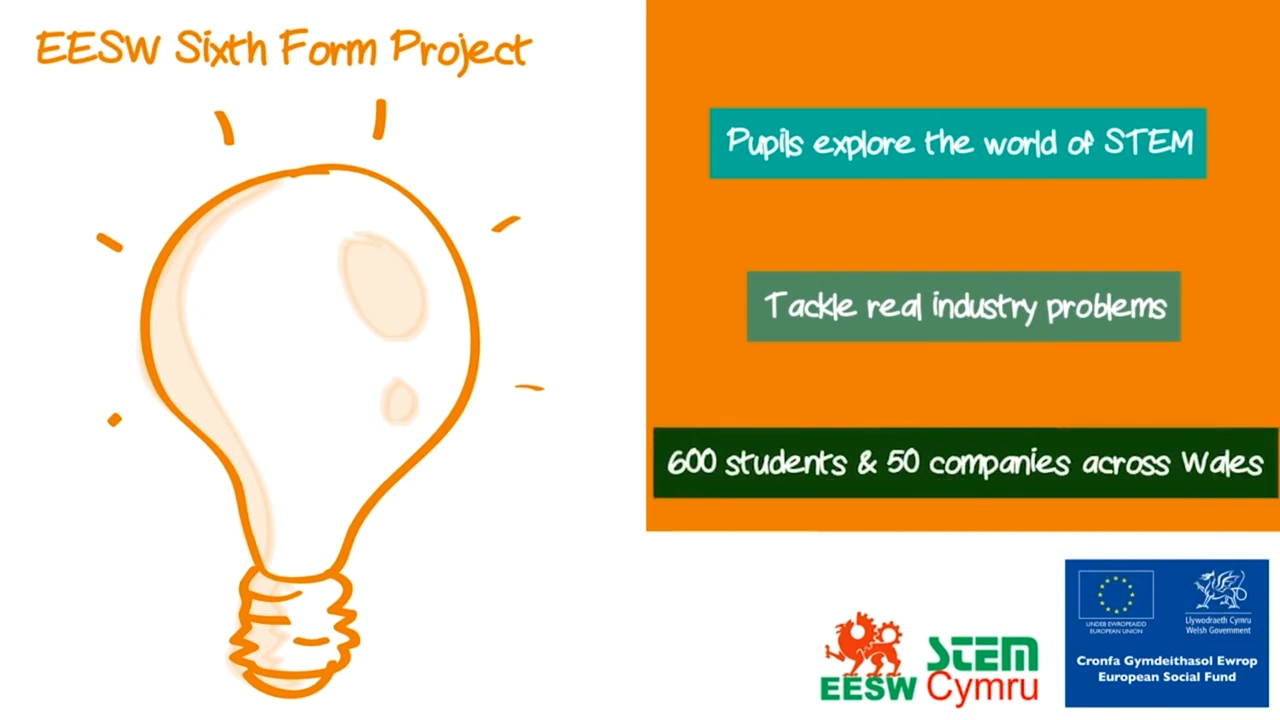 EESW Sixth Form Project
Pupils explore the world of STEM
Tackle real industry problems
600 students & 50 companies across Wales
EESW
STEM
Cymru
UNDEB EWROPEAIDD
EUROPEAN UNION
Llywodraeth Cymru
Welsh Government
Cronfa Gymdeithasol Ewrop
European Social Fund